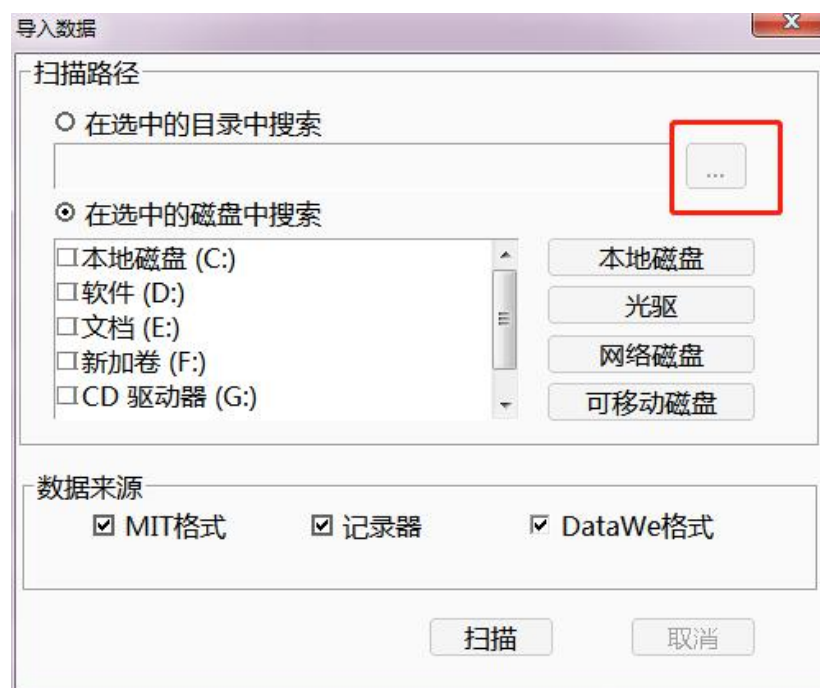 导入数据
扫描路径
在选中的目录中搜索
...
在选中的磁盘中搜索
本地磁盘 (C:)
本地磁盘
软件 (D:)
光驱
文档 (E:)
新加卷 (F:)
网络磁盘
CD 驱动器 (G:)
可移动磁盘
数据来源
MIT格式 记录器 DataWe格式
扫描 取消